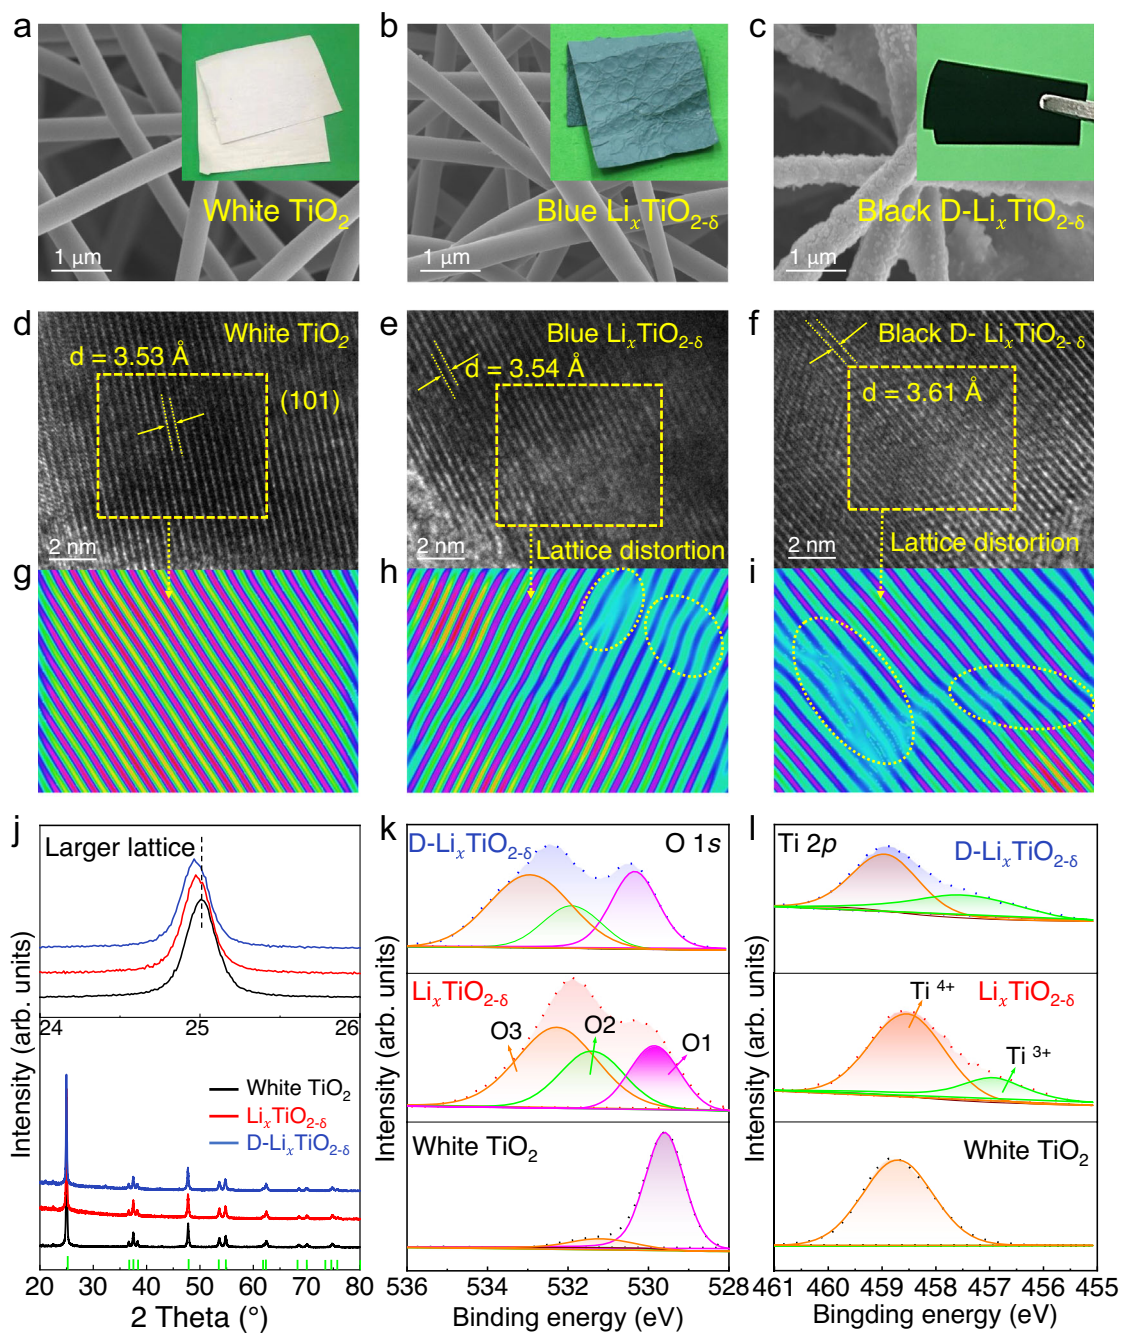 a
White TiO2
1 μm
b
Blue LixTiO2-δ
1 μm
c
Black D-LixTiO2-δ
1 μm
d
White TiO2
d = 3.53 Å
(101)
2 nm
e
Blue LixTiO2-δ
d = 3.54 Å
2 nm
Lattice distortion
f
Black D- LixTiO2- δ
d = 3.61 Å
2 nm
Lattice distortion
g
h
i
j
Larger lattice
24 25 26
White TiO2
LixTiO2-δ
D-LixTiO2-δ
20 30 40 50 60 70 80
2 Theta (°)
Intensity (arb. units)
k
D-LixTiO2-δ
O 1s
LixTiO2-δ
O3
O2
O1
White TiO2
536 534 532 530 528
Binding energy (eV)
Intensity (arb. units)
l
Ti 2p
D-LixTiO2-δ
Ti 4+
LixTiO2-δ
Ti 3+
White TiO2
461 460 459 458 457 456 455
Bingding energy (eV)
Intensity (arb. units)